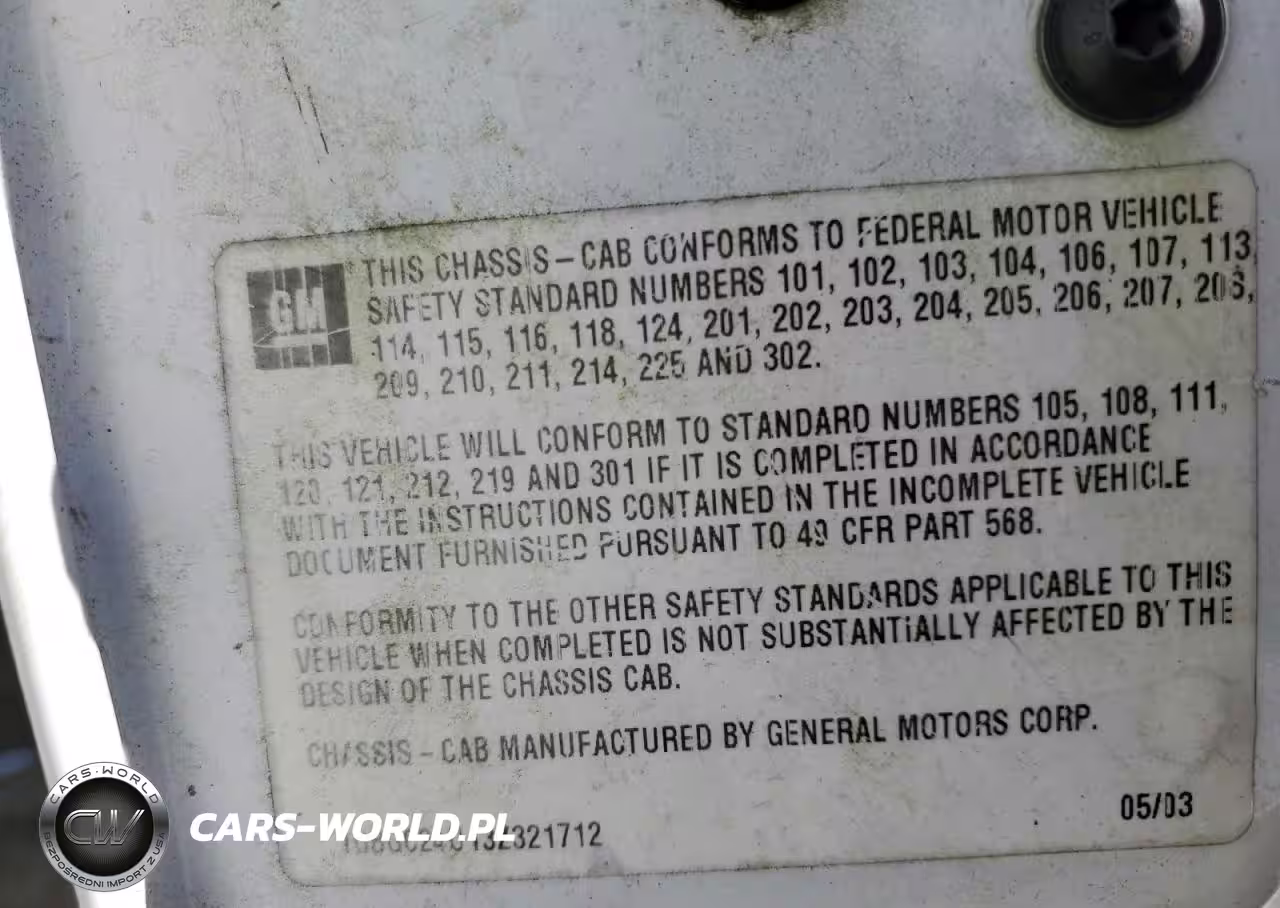 GM
THIS CHASSIS-CAB CONFORMS TO FEDERAL MOTOR VEHICLE
SAFETY STANDARD NUMBERS 101, 102, 103, 104, 106, 107, 113,
114, 115, 116, 118, 124, 201, 202, 203, 204, 205, 206, 207, 208,
209, 210, 211, 214, 225 AND 302.
THIS VEHICLE WILL CONFORM TO STANDARD NUMBERS 105, 108, 111,
120, 121, 212, 219 AND 301 IF IT IS COMPLETED IN ACCORDANCE
WITH THE INSTRUCTIONS CONTAINED IN THE INCOMPLETE VEHICLE
DOCUMENT FURNISHED PURSUANT TO 49 CFR PART 568.
CONFORMITY TO THE OTHER SAFETY STANDARDS APPLICABLE TO THIS
VEHICLE WHEN COMPLETED IS NOT SUBSTANTIALLY AFFECTED BY THE
DESIGN OF THE CHASSIS CAB.
CHASSIS - CAB MANUFACTURED BY GENERAL MOTORS CORP.
05/03
CARS-WORLD
CW
BEZPOŚREDNI IMPORT Z USA
CARS-WORLD.PL